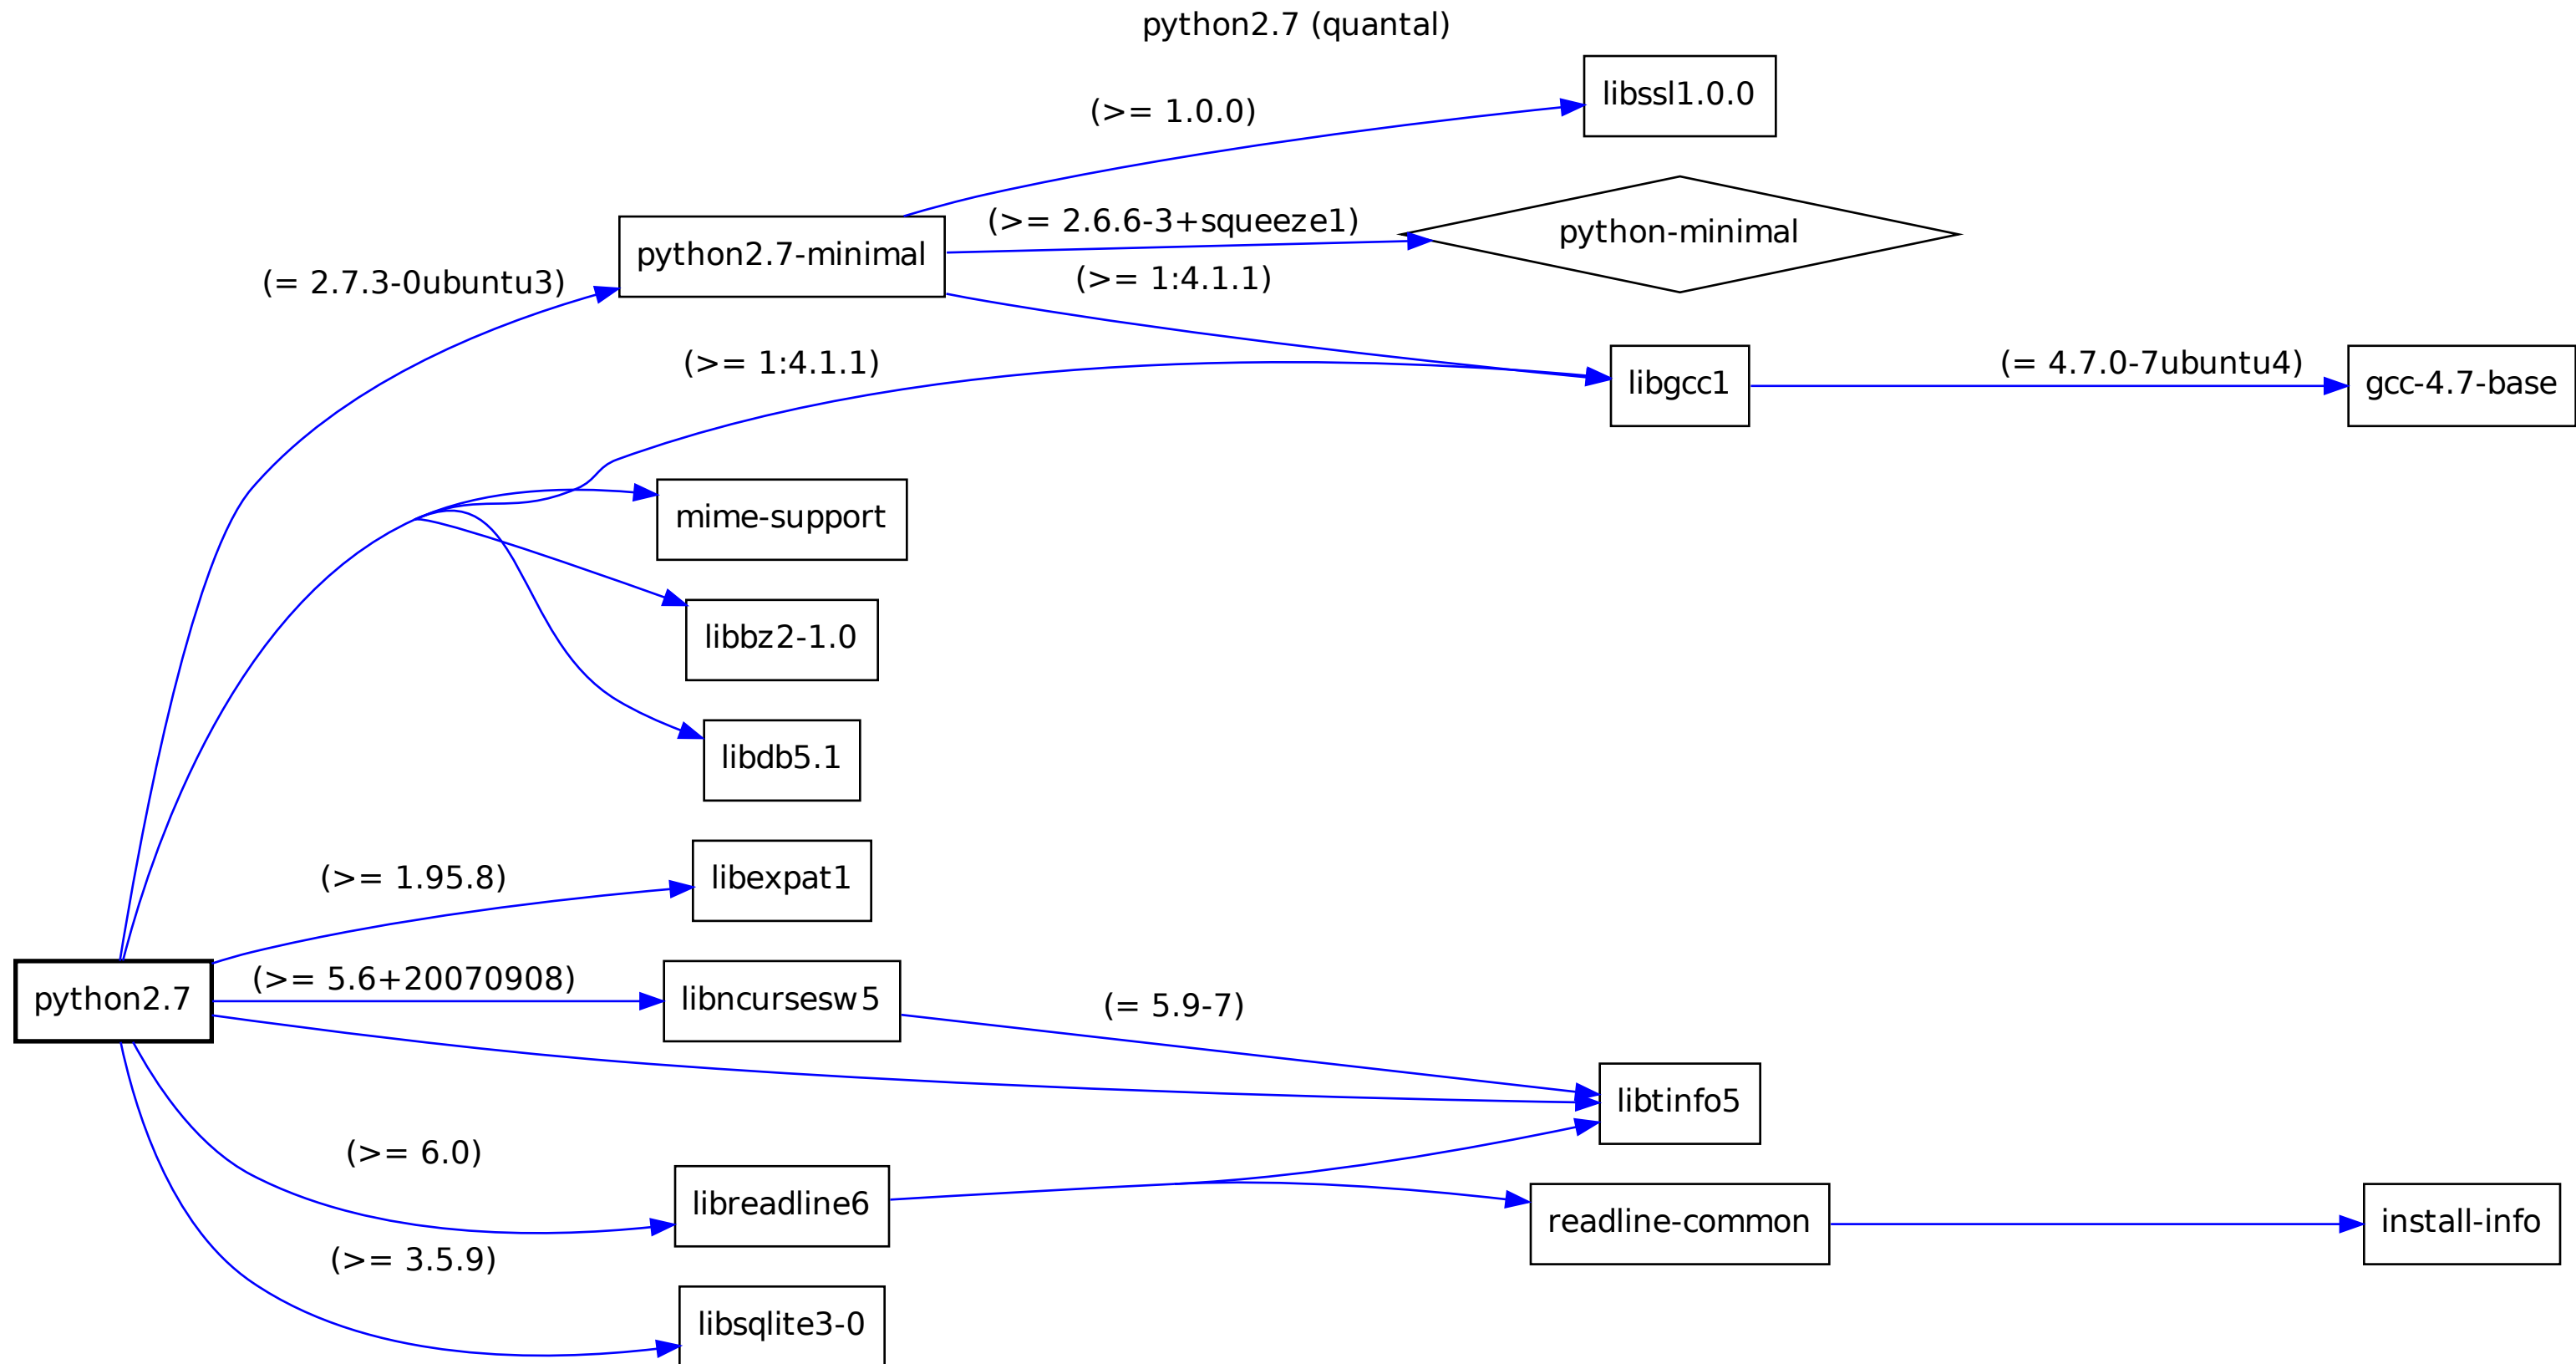 python2.7 (quantal)
libssl1.0.0
(>= 1.0.0)
(>= 2.6.6-3+squeeze1)
python-minimal
python2.7-minimal
(= 2.7.3-0ubuntu3)
(>= 1:4.1.1)
(>= 1:4.1.1)
(= 4.7.0-7ubuntu4)
libgcc1
gcc-4.7-base
mime-support
libbz2-1.0
libdb5.1
(>= 1.95.8)
libexpat1
(>= 5.6+20070908)
python2.7
libncursesw5
(= 5.9-7)
libtinfo5
(>= 6.0)
libreadline6
readline-common
install-info
(>= 3.5.9)
libsqlite3-0